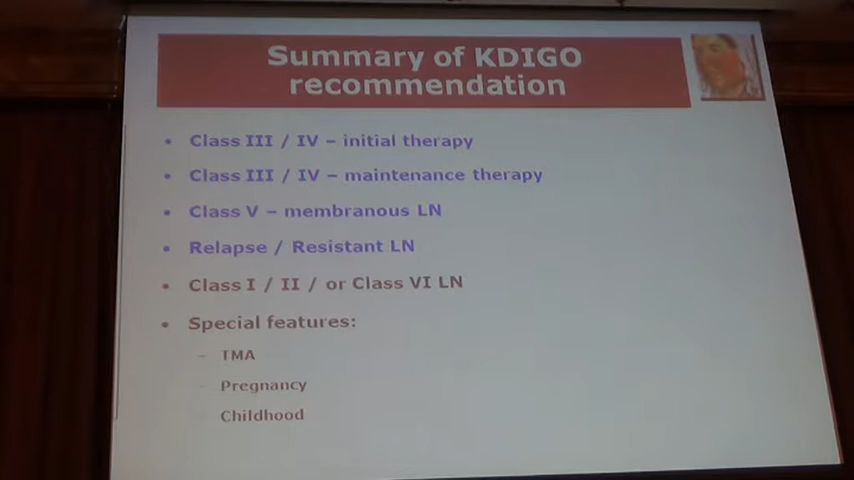 Summary of KDIGO
recommendation
• Class III / IV – initial therapy
• Class III / IV – maintenance therapy
• Class V – membranous LN
• Relapse / Resistant LN
• Class I / II / or Class VI LN
• Special features:
– TMA
– Pregnancy
Childhood